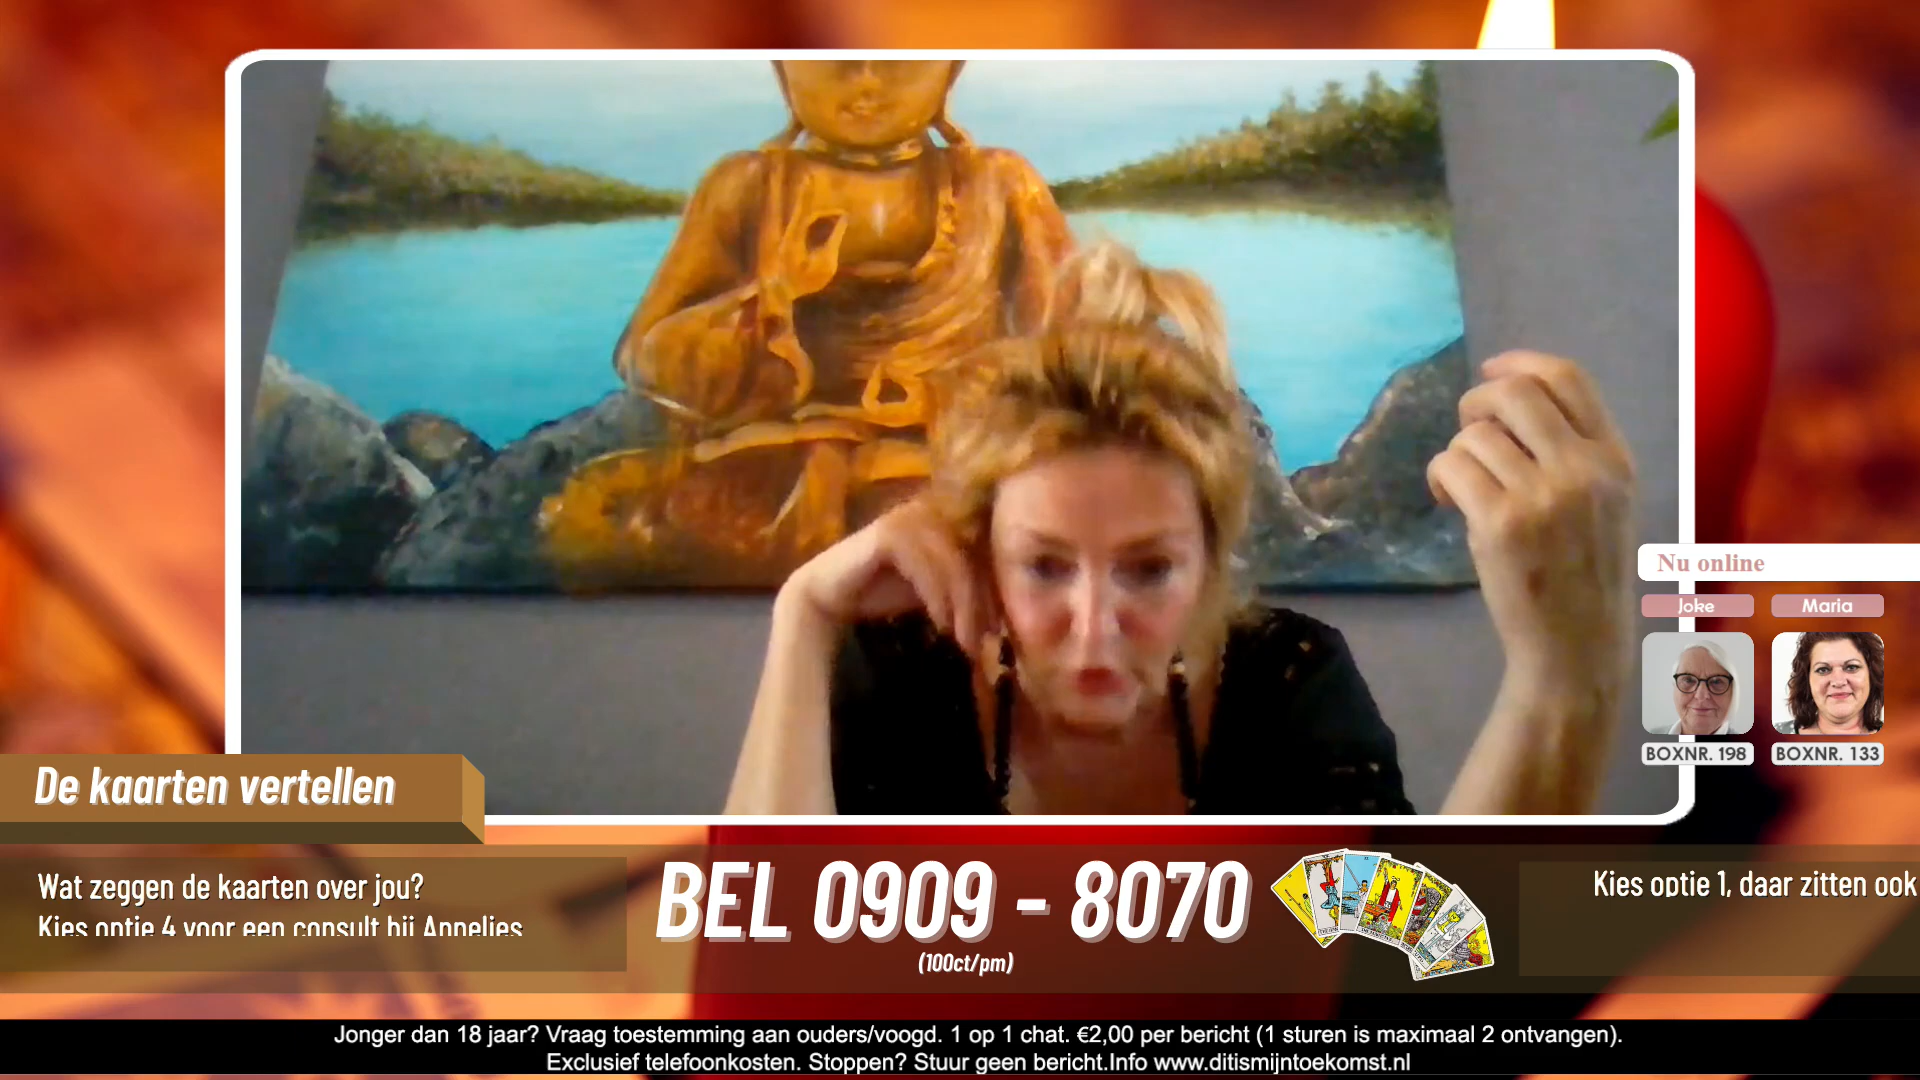 Nu online
Joke
Maria
BOXNR. 198
BOXNR. 133
De kaarten vertellen
Wat zeggen de kaarten over jou?
Kies optie 4 voor een consult bij Annelies
BEL 0909 - 8070
(100ct/pm)
Kies optie 1, daar zitten ook
Jonger dan 18 jaar? Vraag toestemming aan ouders/voogd. 1 op 1 chat. €2,00 per bericht (1 sturen is maximaal 2 ontvangen).
Exclusief telefoonkosten. Stoppen? Stuur geen bericht.Info www.ditismijntoekomst.nl